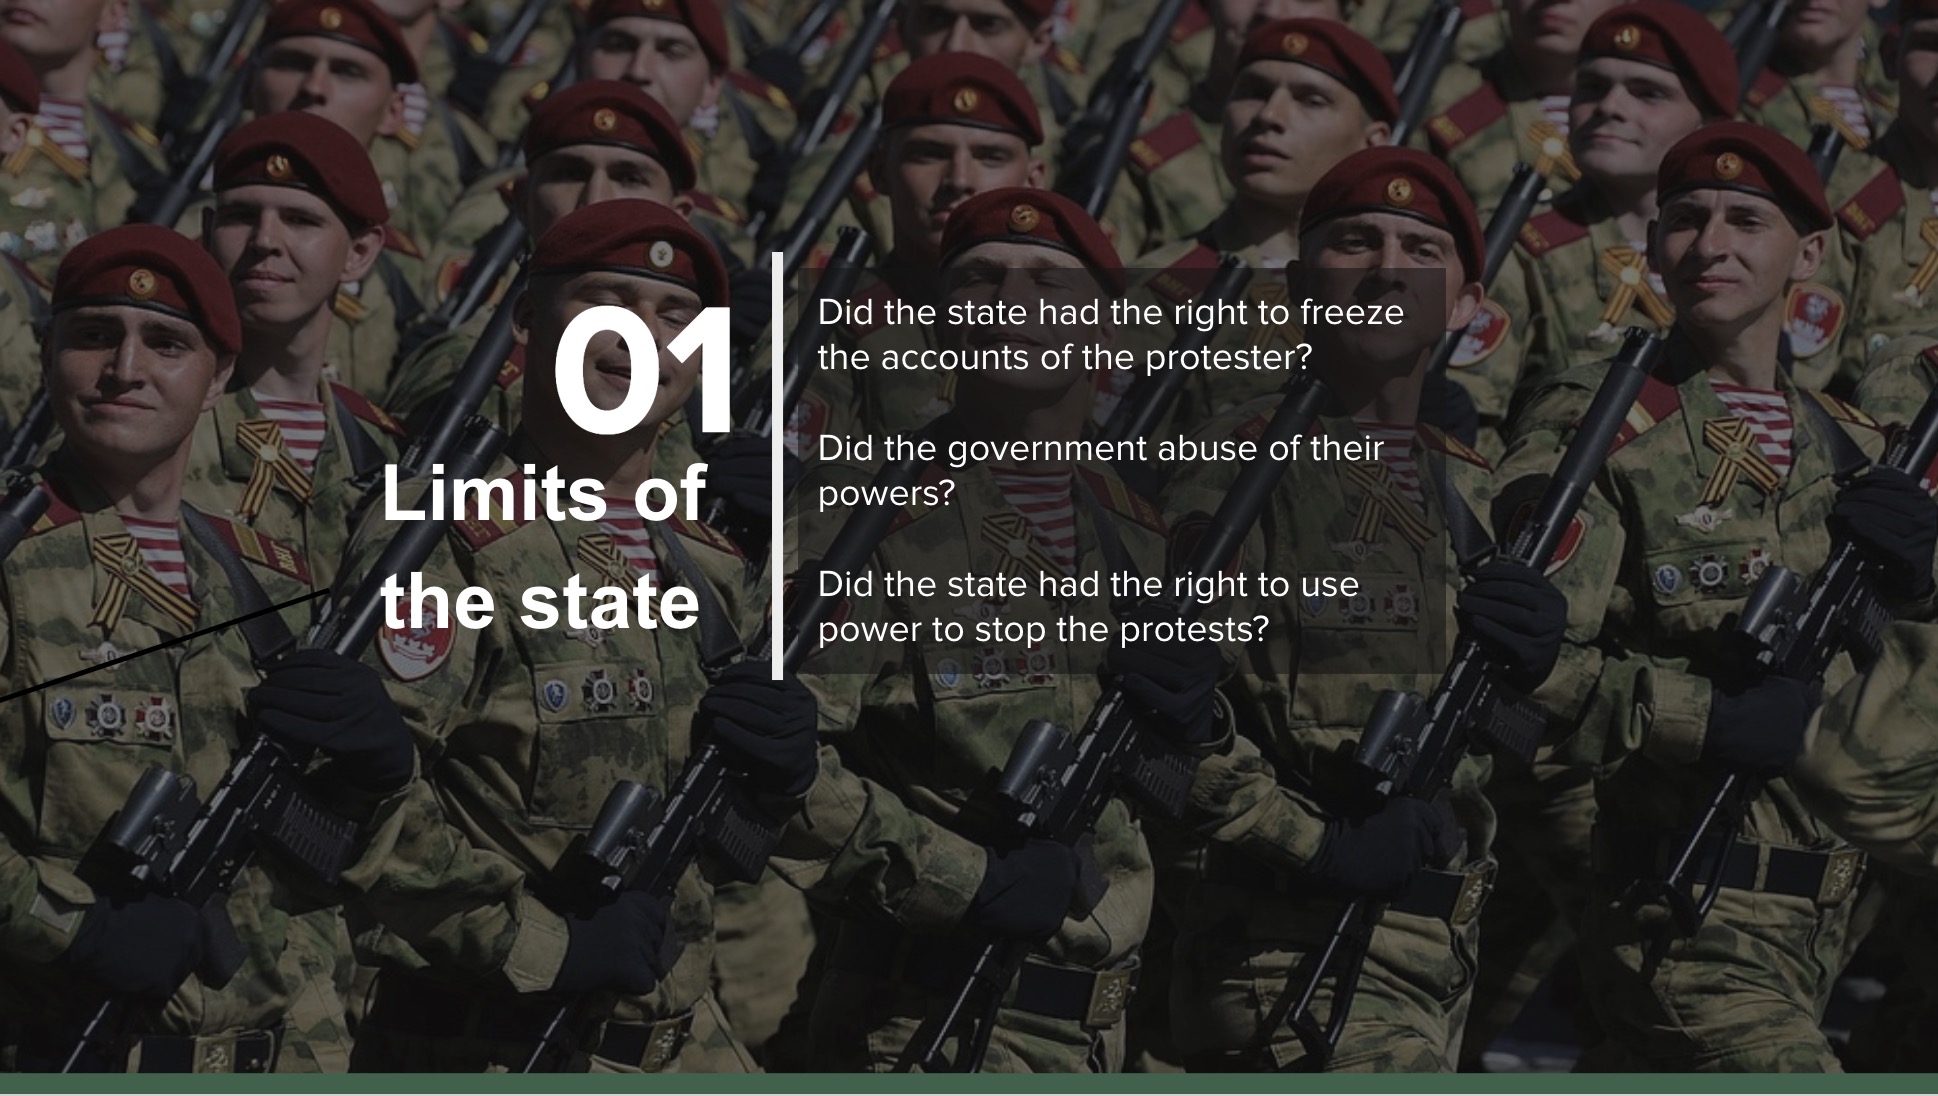 01
Limits of
the state
Did the state had the right to freeze
the accounts of the protester?
Did the government abuse of their
powers?
Did the state had the right to use
power to stop the protests?